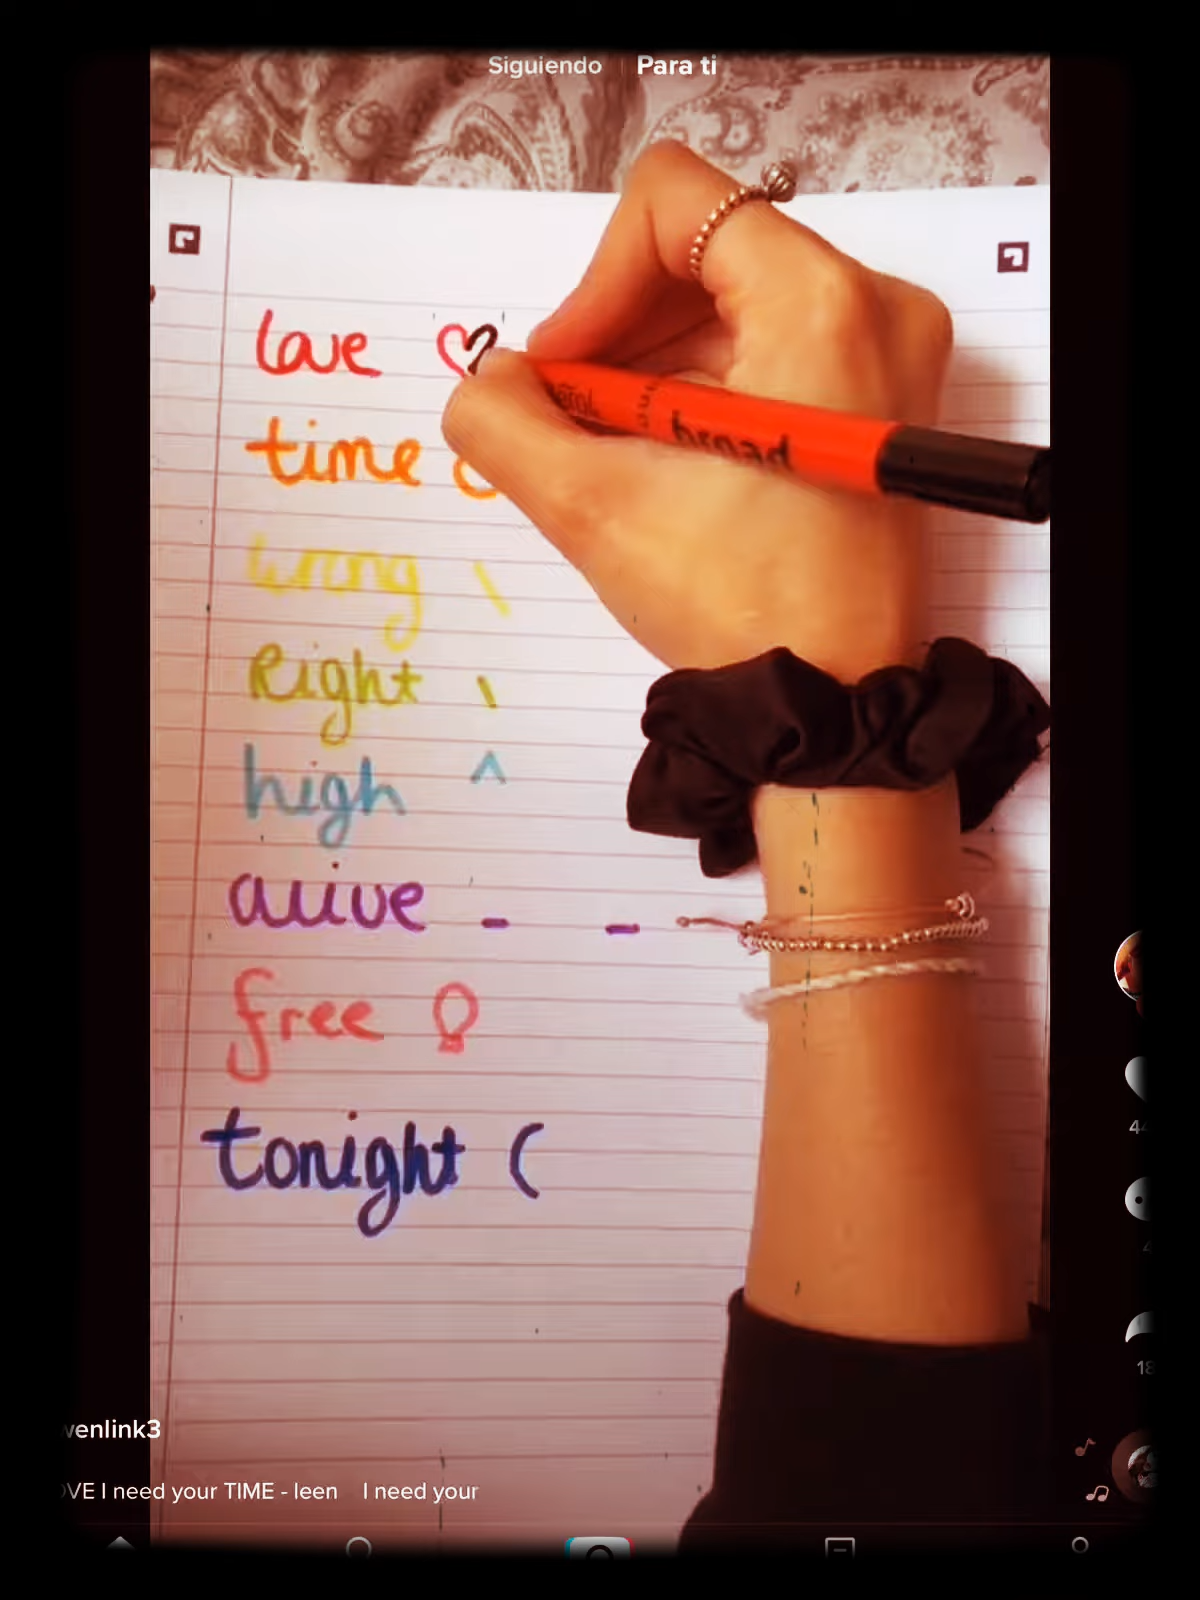 Siguiendo Para ti
love
time
broad
wrong
Right
high
alive
free
tonight
wenlink3
OVE I need your TIME - leen I need your